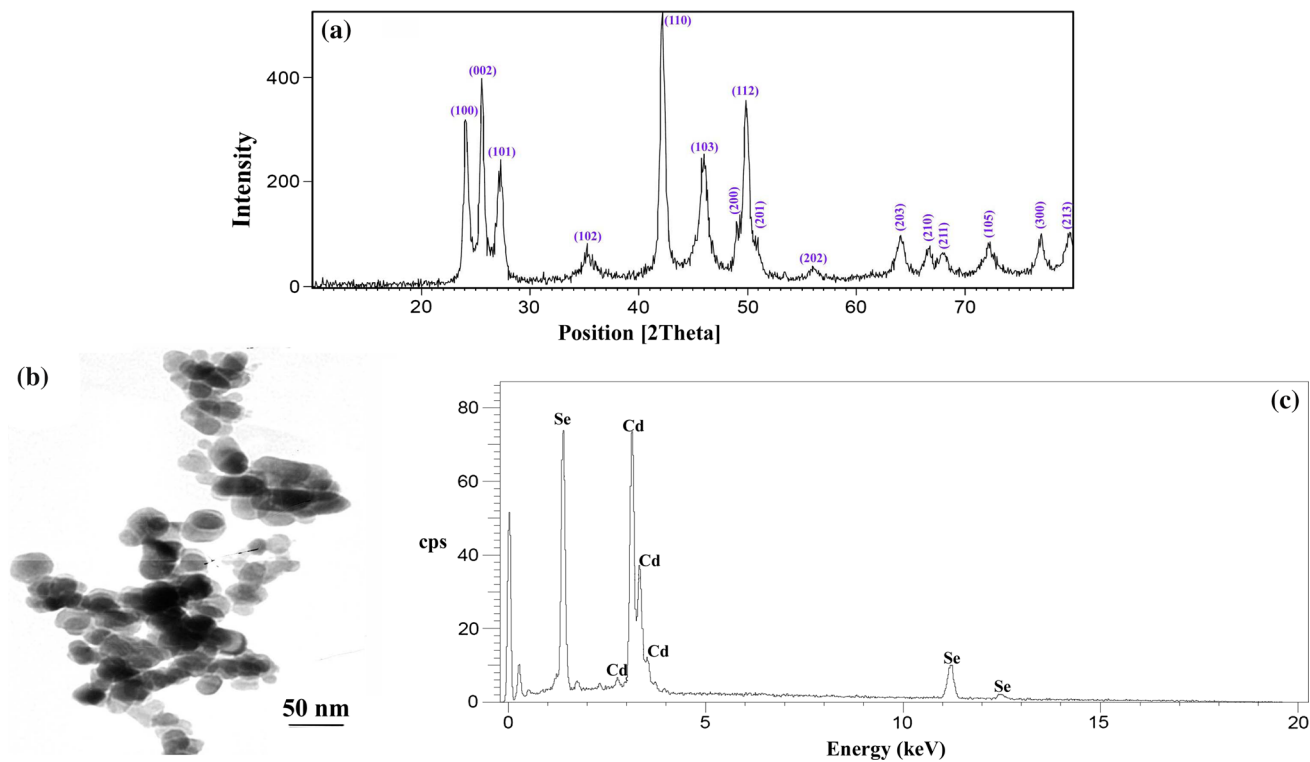 (a)
Intensity
400
200
0
(100)
(002)
(101)
(102)
(110)
(103)
(200)
(112)
(201)
(202)
(203)
(210)
(211)
(105)
(300)
(213)
20
30
40
50
60
70
Position [2Theta]
(b)
50 nm
(c)
cps
80
60
40
20
0
Se
Cd
Cd
Cd
Cd
Se
Se
0
5
10
15
20
Energy (keV)